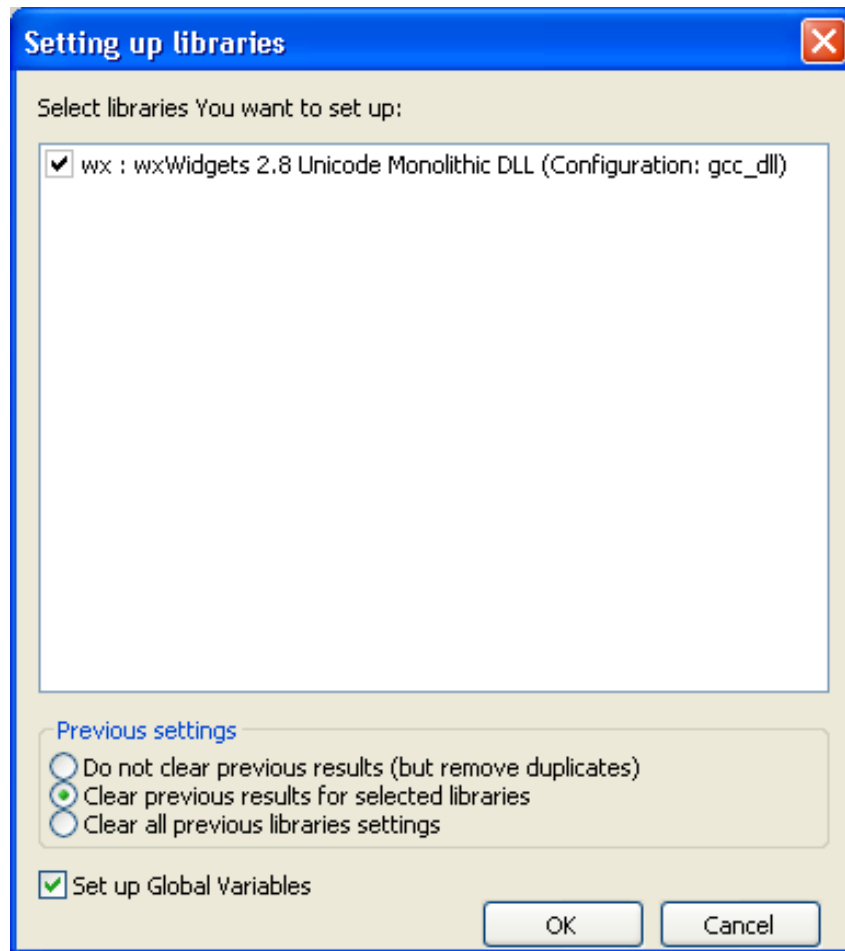 Setting up libraries
Select libraries You want to set up:
wx : wxWidgets 2.8 Unicode Monolithic DLL (Configuration: gcc_dll)
Previous settings
Do not clear previous results (but remove duplicates)
Clear previous results for selected libraries
Clear all previous libraries settings
Set up Global Variables
OK Cancel